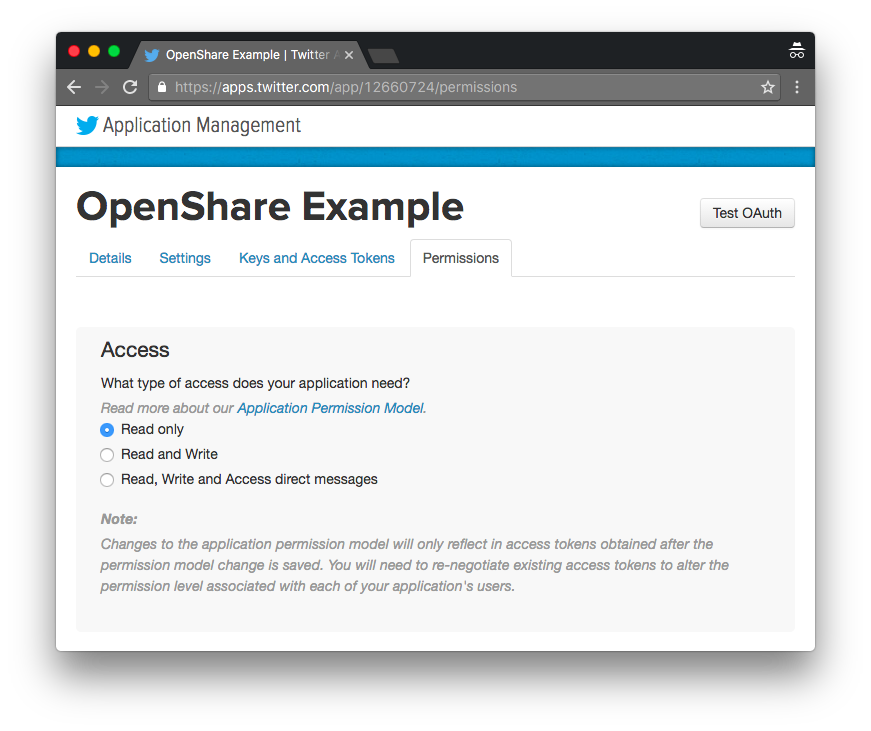 OpenShare Example | Twitter
https://apps.twitter.com/app/12660724/permissions
Application Management
OpenShare Example
Test OAuth
Details Settings Keys and Access Tokens Permissions
Access
What type of access does your application need?
Read more about our Application Permission Model.
Read only
Read and Write
Read, Write and Access direct messages
Note:
Changes to the application permission model will only reflect in access tokens obtained after the
permission model change is saved. You will need to re-negotiate existing access tokens to alter the
permission level associated with each of your application's users.